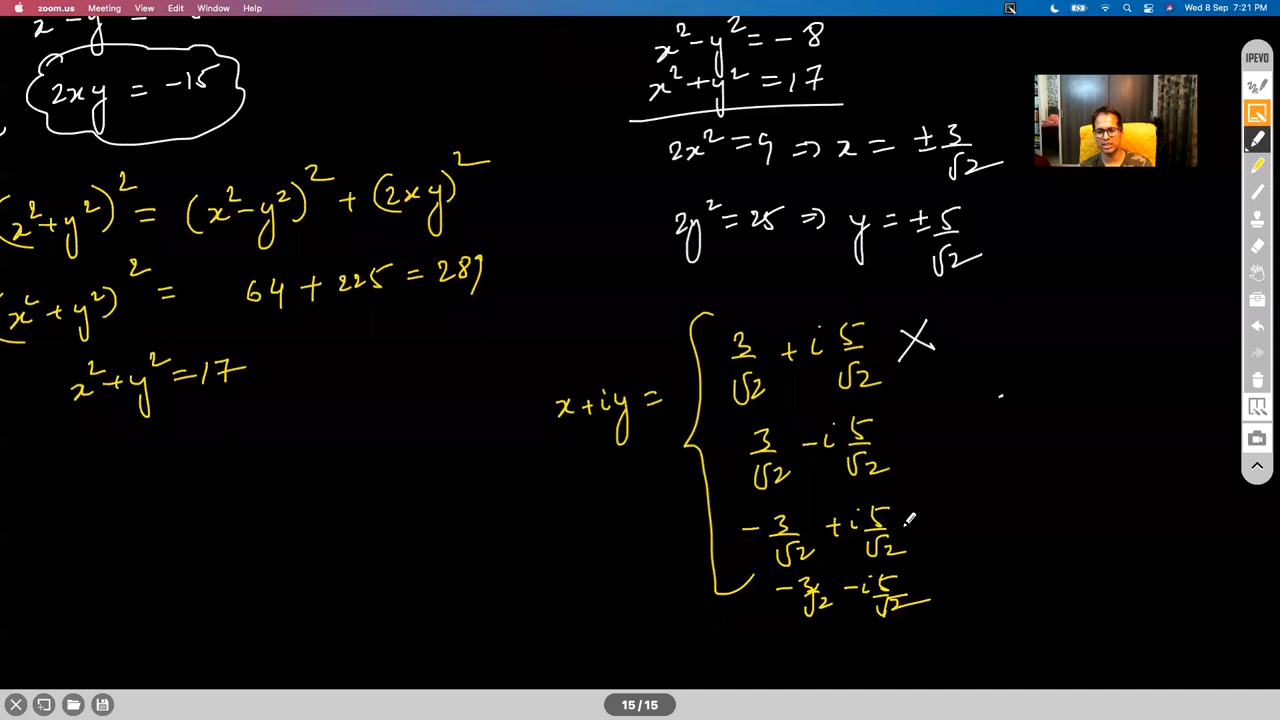 zoom.us Meeting View Edit Window Help Wed 8 Sep 7:21 PM
IPEVO
x² - y² =
2xy = -15
(x² + y²)² = (x² - y²)² + (2xy)²
(x² + y²)² = 64 + 225 = 289
x² + y² = 17
x² - y² = -8
x² + y² = 17
2x² = 9 ⇒ x = ± 3/√2
2y² = 25 ⇒ y = ± 5/√2
x + iy = { 3/√2 + i 5/√2 ×
3/√2 - i 5/√2
- 3/√2 + i 5/√2
- 3/√2 - i 5/√2
15 / 15